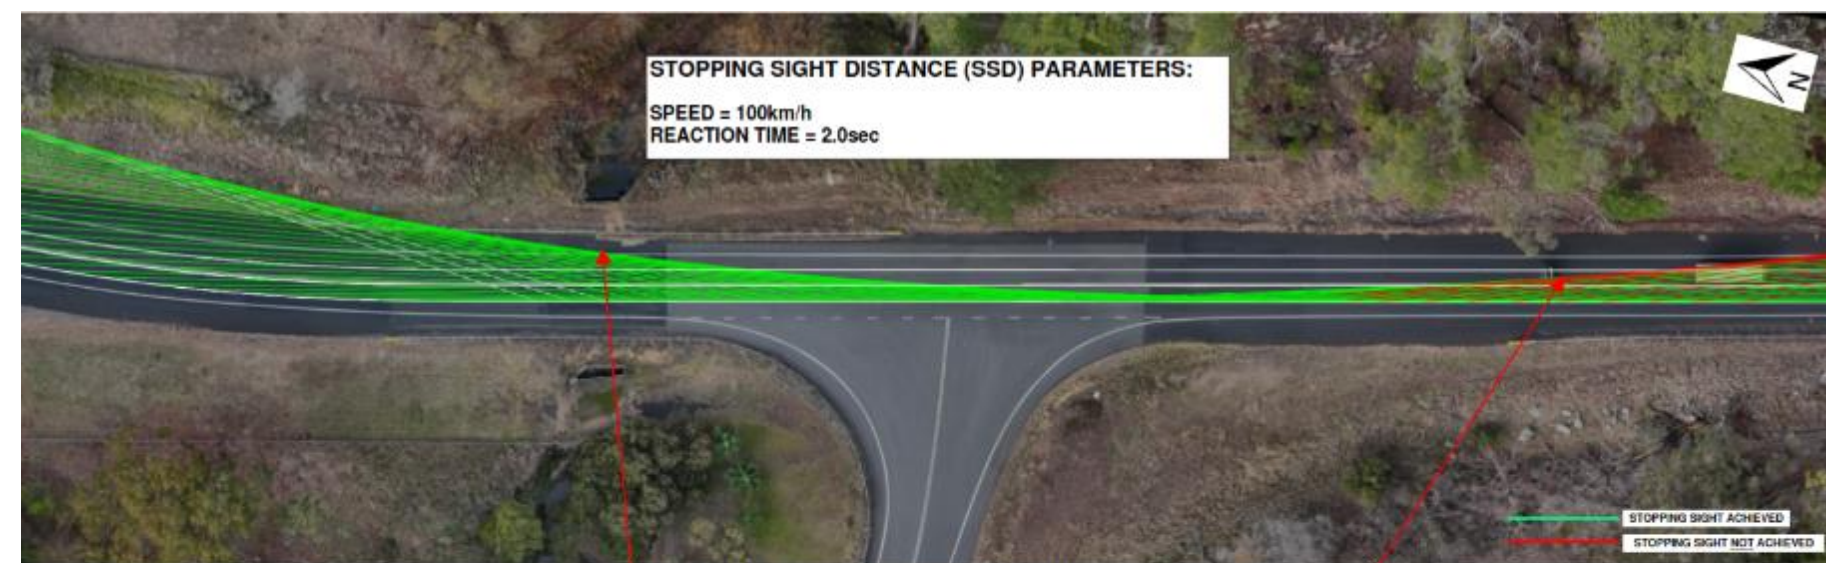 STOPPING SIGHT DISTANCE (SSD) PARAMETERS:
SPEED = 100km/h
REACTION TIME = 2.0sec
N
STOPPING SIGHT ACHIEVED
STOPPING SIGHT NOT ACHIEVED